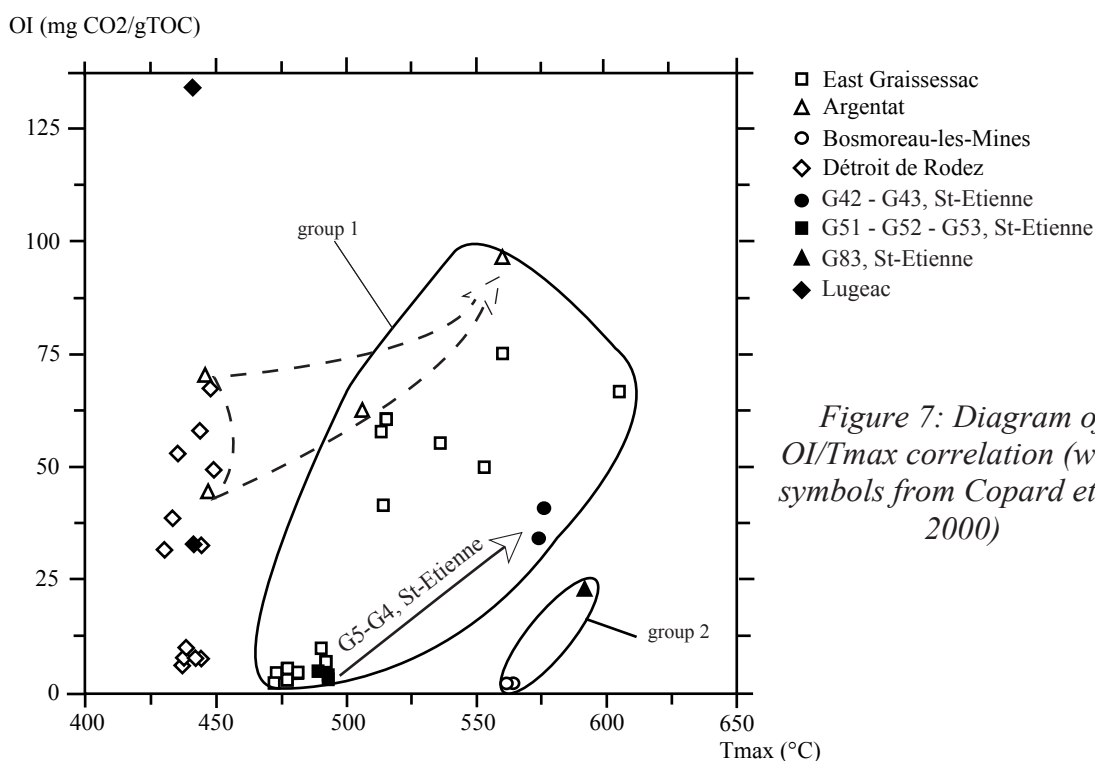 OI (mg CO2/gTOC)
125
100
75
50
25
0
400
450
500
550
600
650
Tmax (°C)
group 1
G5-G4, St-Etienne
group 2
East Graissessac
Argentat
Bosmoreau-les-Mines
Détroit de Rodez
G42 - G43, St-Etienne
G51 - G52 - G53, St-Etienne
G83, St-Etienne
Lugeac
Figure 7: Diagram of
OI/Tmax correlation (w
symbols from Copard et
2000)